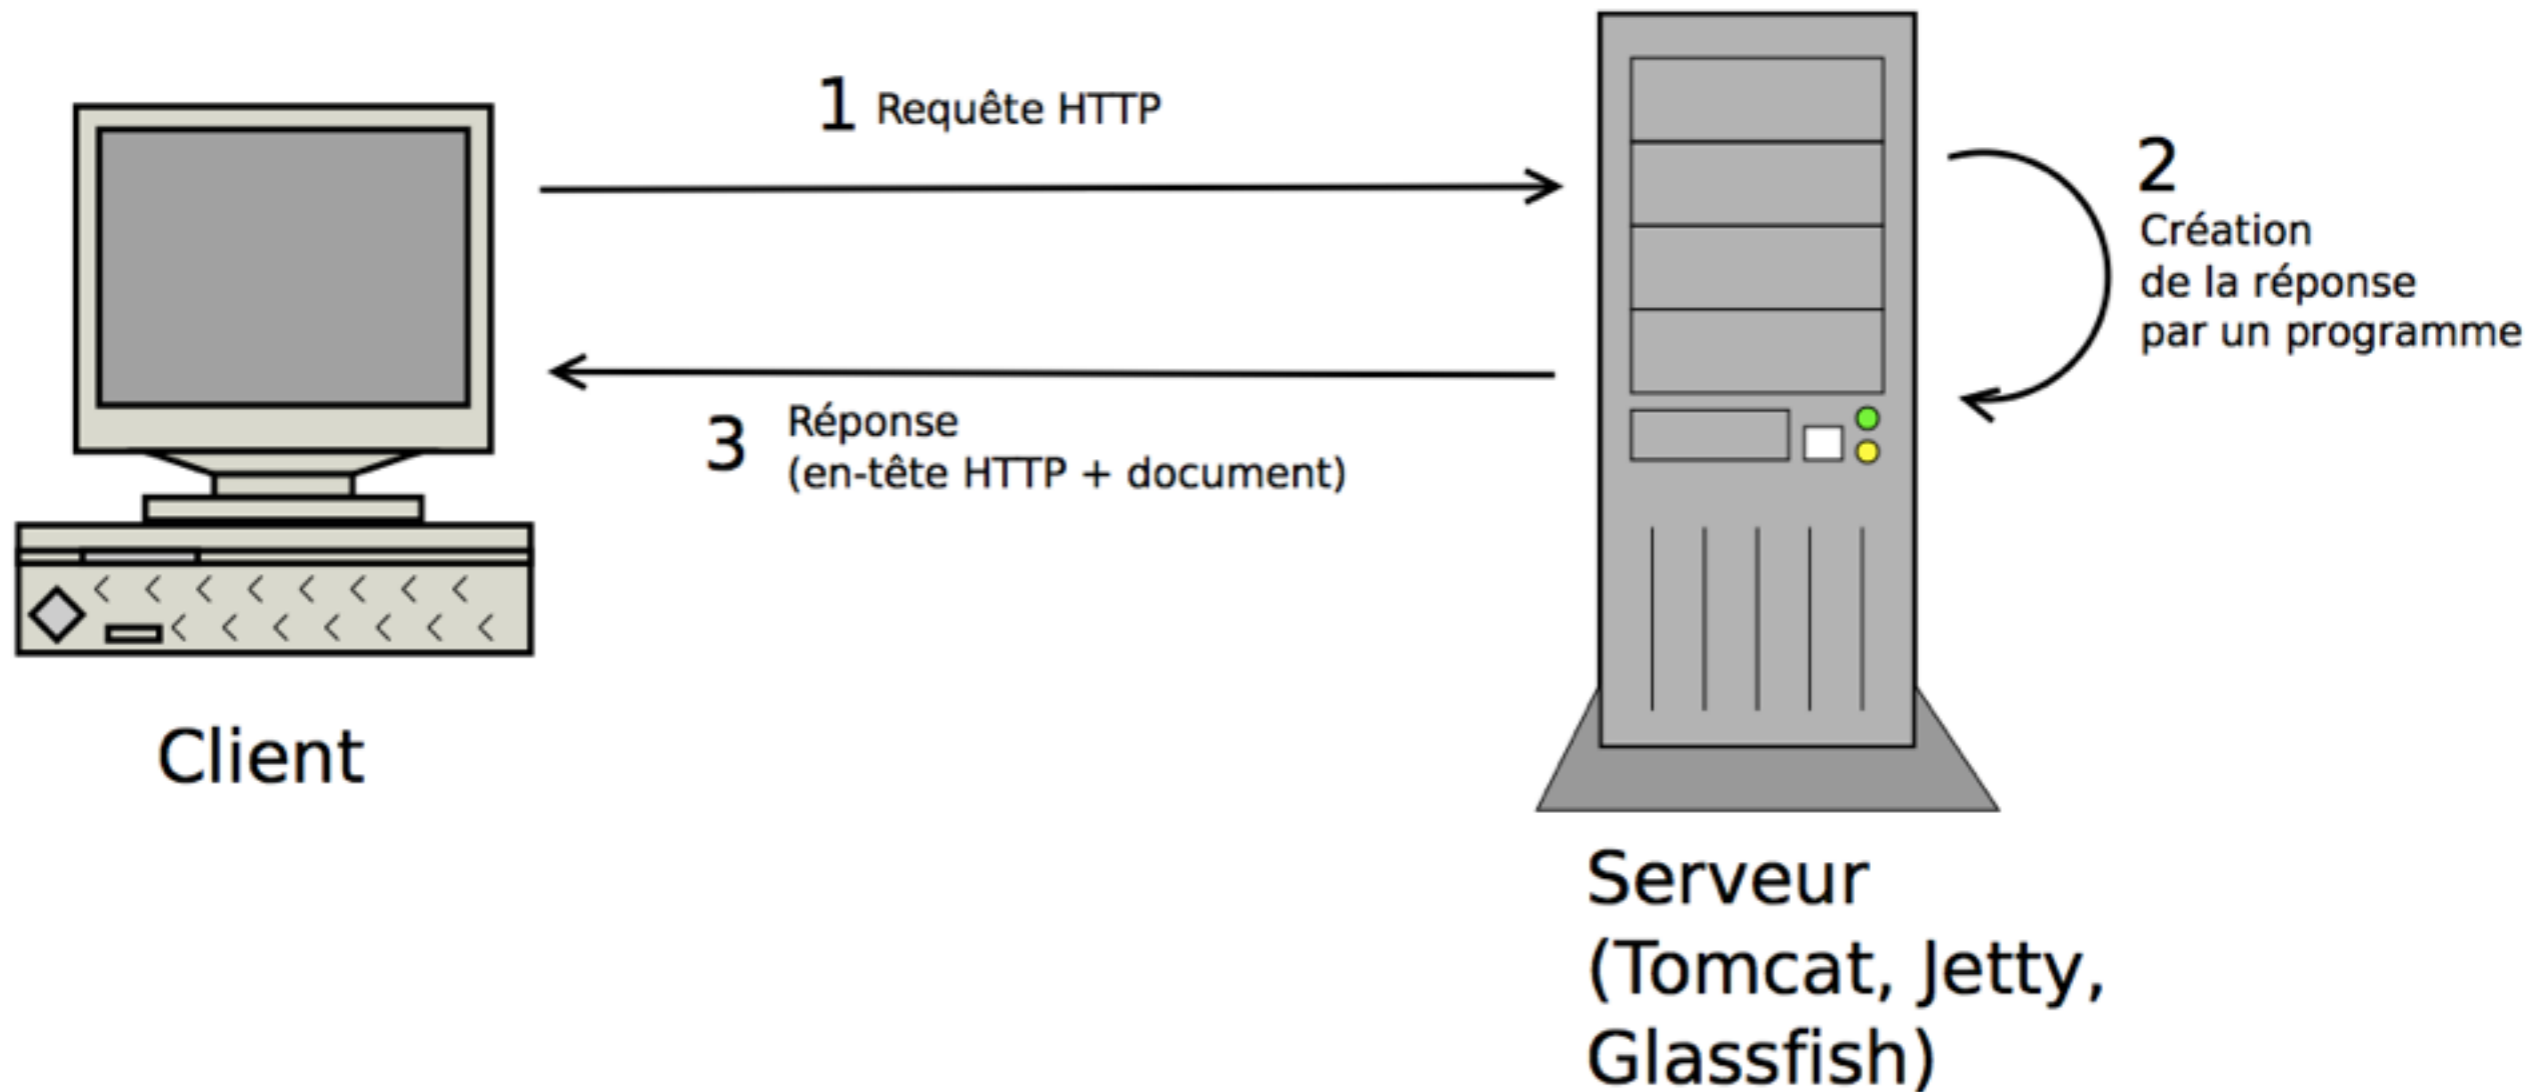 1 Requête HTTP
2
Création
de la réponse
par un programme
3 Réponse
(en-tête HTTP + document)
Client
Serveur
(Tomcat, Jetty,
Glassfish)